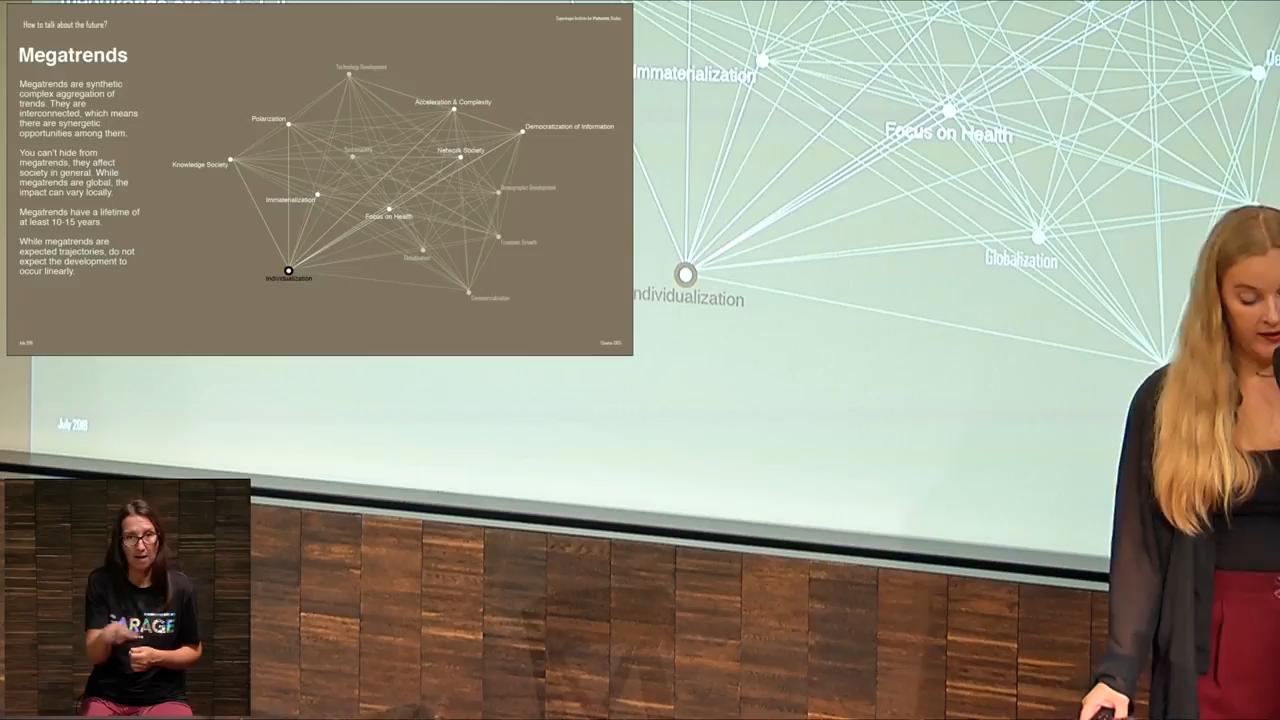 How to talk about the future?
Copenhagen Institute for Futures Studies
Megatrends
Megatrends are synthetic
complex aggregation of
trends. They are
interconnected, which means
there are synergetic
opportunities among them.
You can't hide from
megatrends, they affect
society in general. While
megatrends are global, the
impact can vary locally.
Megatrends have a lifetime of
at least 10-15 years.
While megatrends are
expected trajectories, do not
expect the development to
occur linearly.
Technology Development
Acceleration & Complexity
Polarization
Democratization of Information
Sustainability
Network Society
Knowledge Society
Demographic Development
Immaterialization
Focus on Health
Economic Growth
Globalization
Individualization
Commercialization
July 2018
Immaterialization
De
Focus on Health
Globalization
ndividualization
July 2018
GARAGE